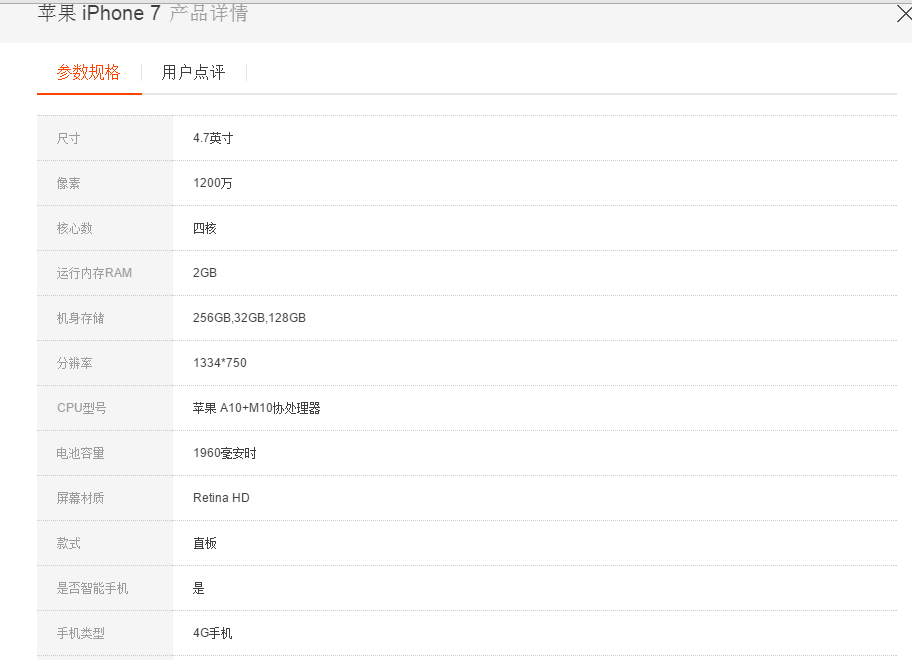 苹果 iPhone 7 产品详情
参数规格 用户点评
尺寸 4.7英寸
像素 1200万
核心数 四核
运行内存RAM 2GB
机身存储 256GB,32GB,128GB
分辨率 1334*750
CPU型号 苹果 A10+M10协处理器
电池容量 1960毫安时
屏幕材质 Retina HD
款式 直板
是否智能手机 是
手机类型 4G手机